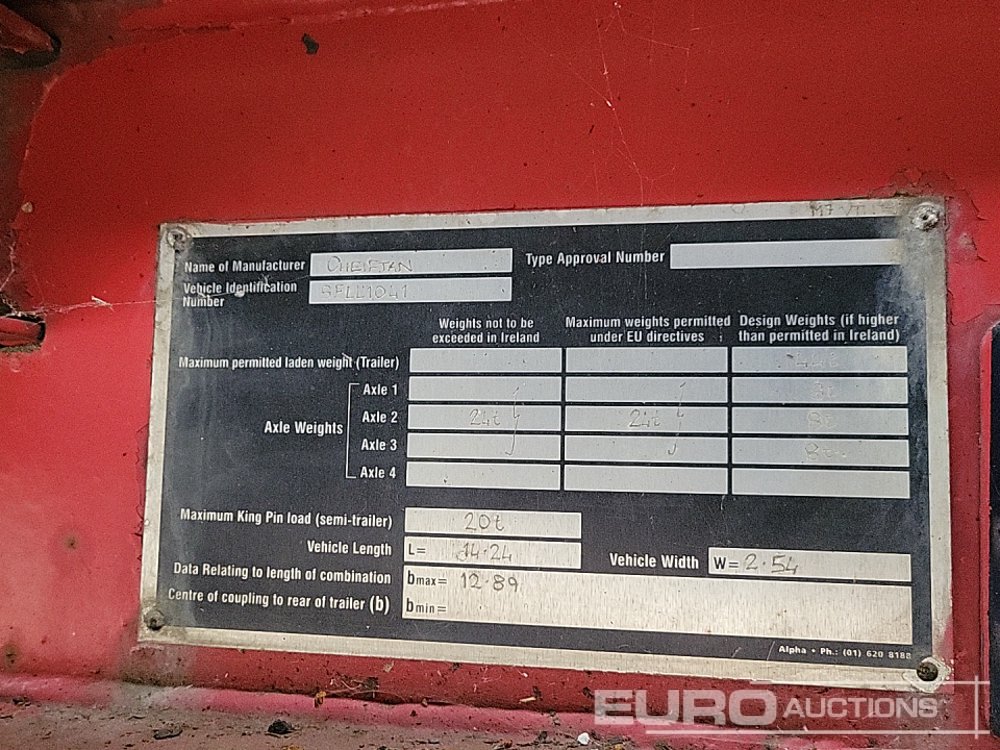 Name of Manufacturer CHEIFTAN Type Approval Number
Vehicle Identification Number
Weights not to be exceeded in Ireland
Maximum weights permitted under EU directives
Design Weights (if higher than permitted in Ireland)
Maximum permitted laden weight (Trailer)
Axle Weights
Axle 1 8t
Axle 2 24t 24t 8t
Axle 3 8t
Axle 4
Maximum King Pin load (semi-trailer) 20t
Vehicle Length L= 14.24 Vehicle Width W= 2.54
Data Relating to length of combination bmax= 12.89
Centre of coupling to rear of trailer (b) bmin=
Alpha • Ph.: (01) 620 8188
EURO AUCTIONS